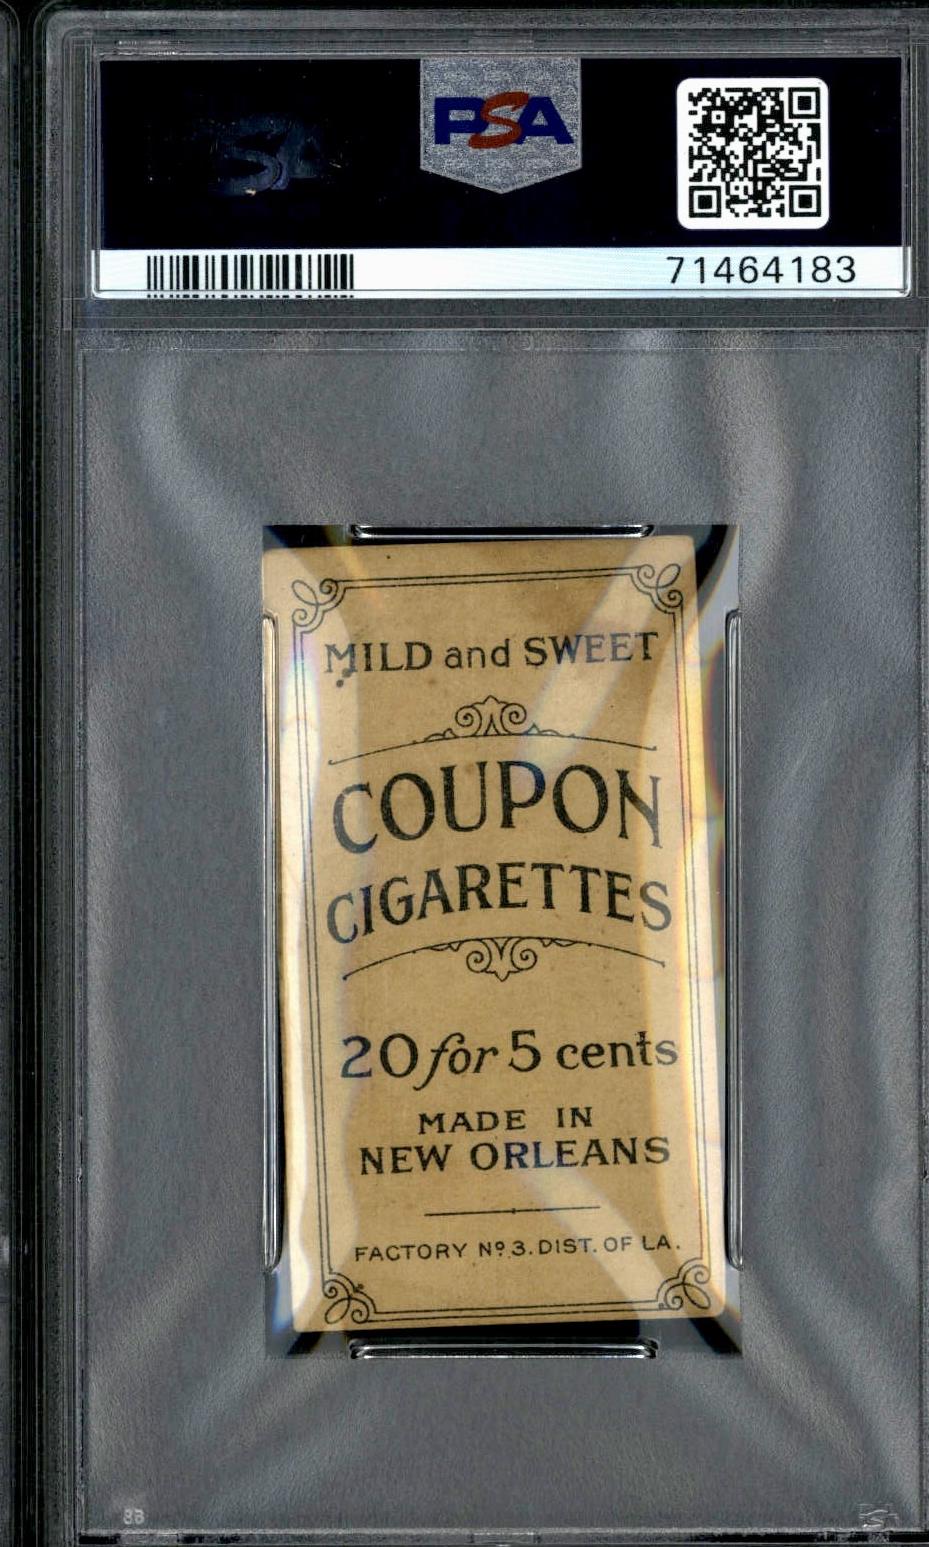 PSA
71464183
MILD and SWEET
COUPON
CIGARETTES
20 for 5 cents
MADE IN
NEW ORLEANS
FACTORY Nº 3. DIST. OF LA.